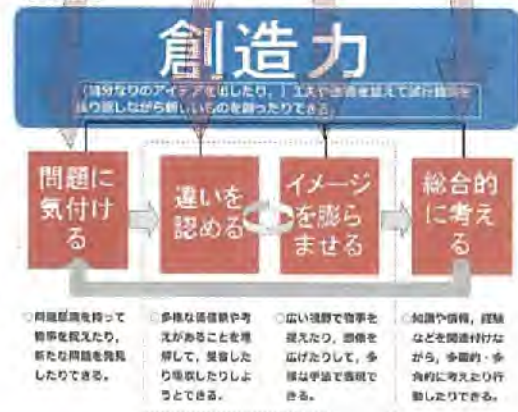 創造力
(自分なりのアイデアを出したり,)工夫や改善を加えて試行錯誤を
繰り返しながら新しいものを創ったりできる。
問題に
気付け
る
違いを
認める
イメージ
を膨ら
ませる
総合的
に考え
る
○問題意識を持って
物事を捉えたり,
新たな問題を発見
したりできる。
○多様な価値観や考
えがあることを理
解して,受容した
り吸収したりしよ
うとできる。
○広い視野で物事を
捉えたり,想像を
広げたりして,多
様な手法で表現で
きる。
○知識や情報,経験
などを関連付けな
がら,多面的・多
角的に考えたり行
動したりできる。